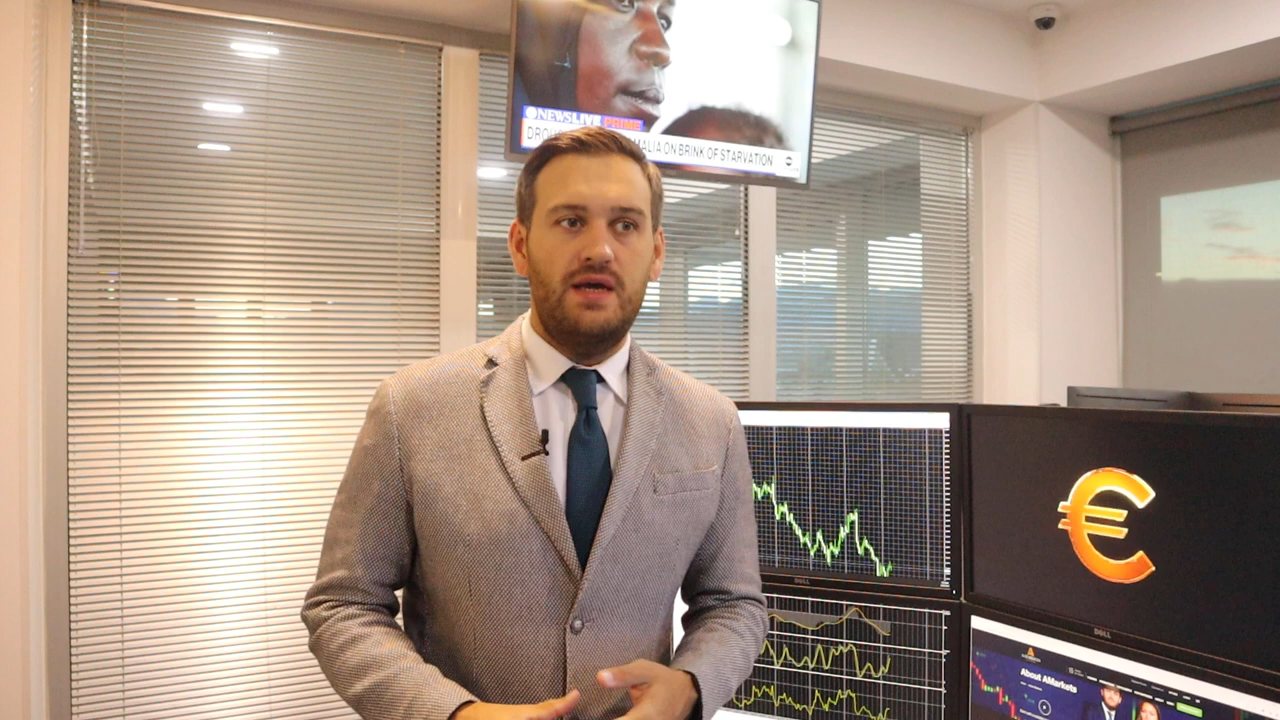 NEWSLIVE PRIME
MALIA ON BRINK OF STARVATION
DELL
€
DELL
About AMarkets